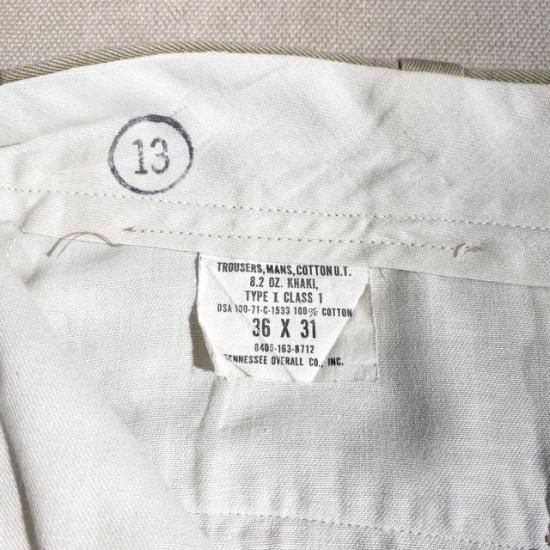 13
TROUSERS, MANS, COTTON U.T.
8.2 OZ. KHAKI,
TYPE I CLASS 1
DSA 100-71-C-1533 100% COTTON
36 X 31
8405-163-8712
TENNESSEE OVERALL CO., INC.